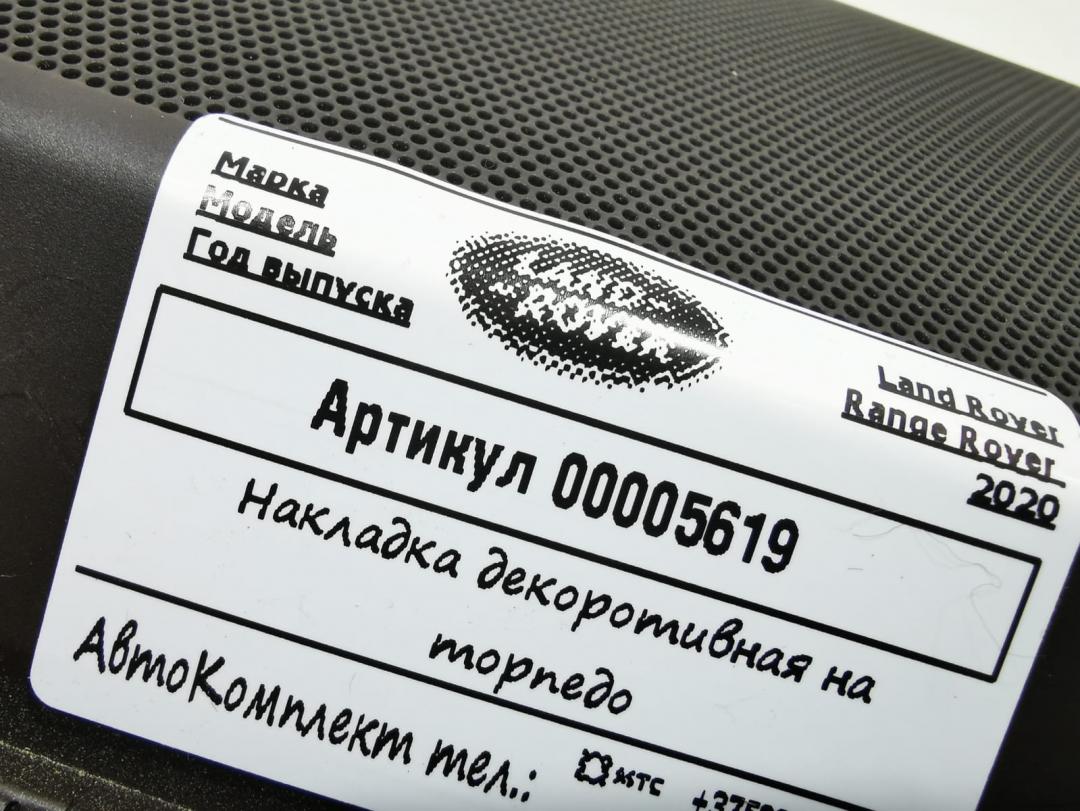 Марка
Модель
Год выпуска
LAND
ROVER
Land Rover
Range Rover
2020
Артикул 00005619
Накладка декоротивная на
торпедо
АвтоКомплект тел.:
мтс